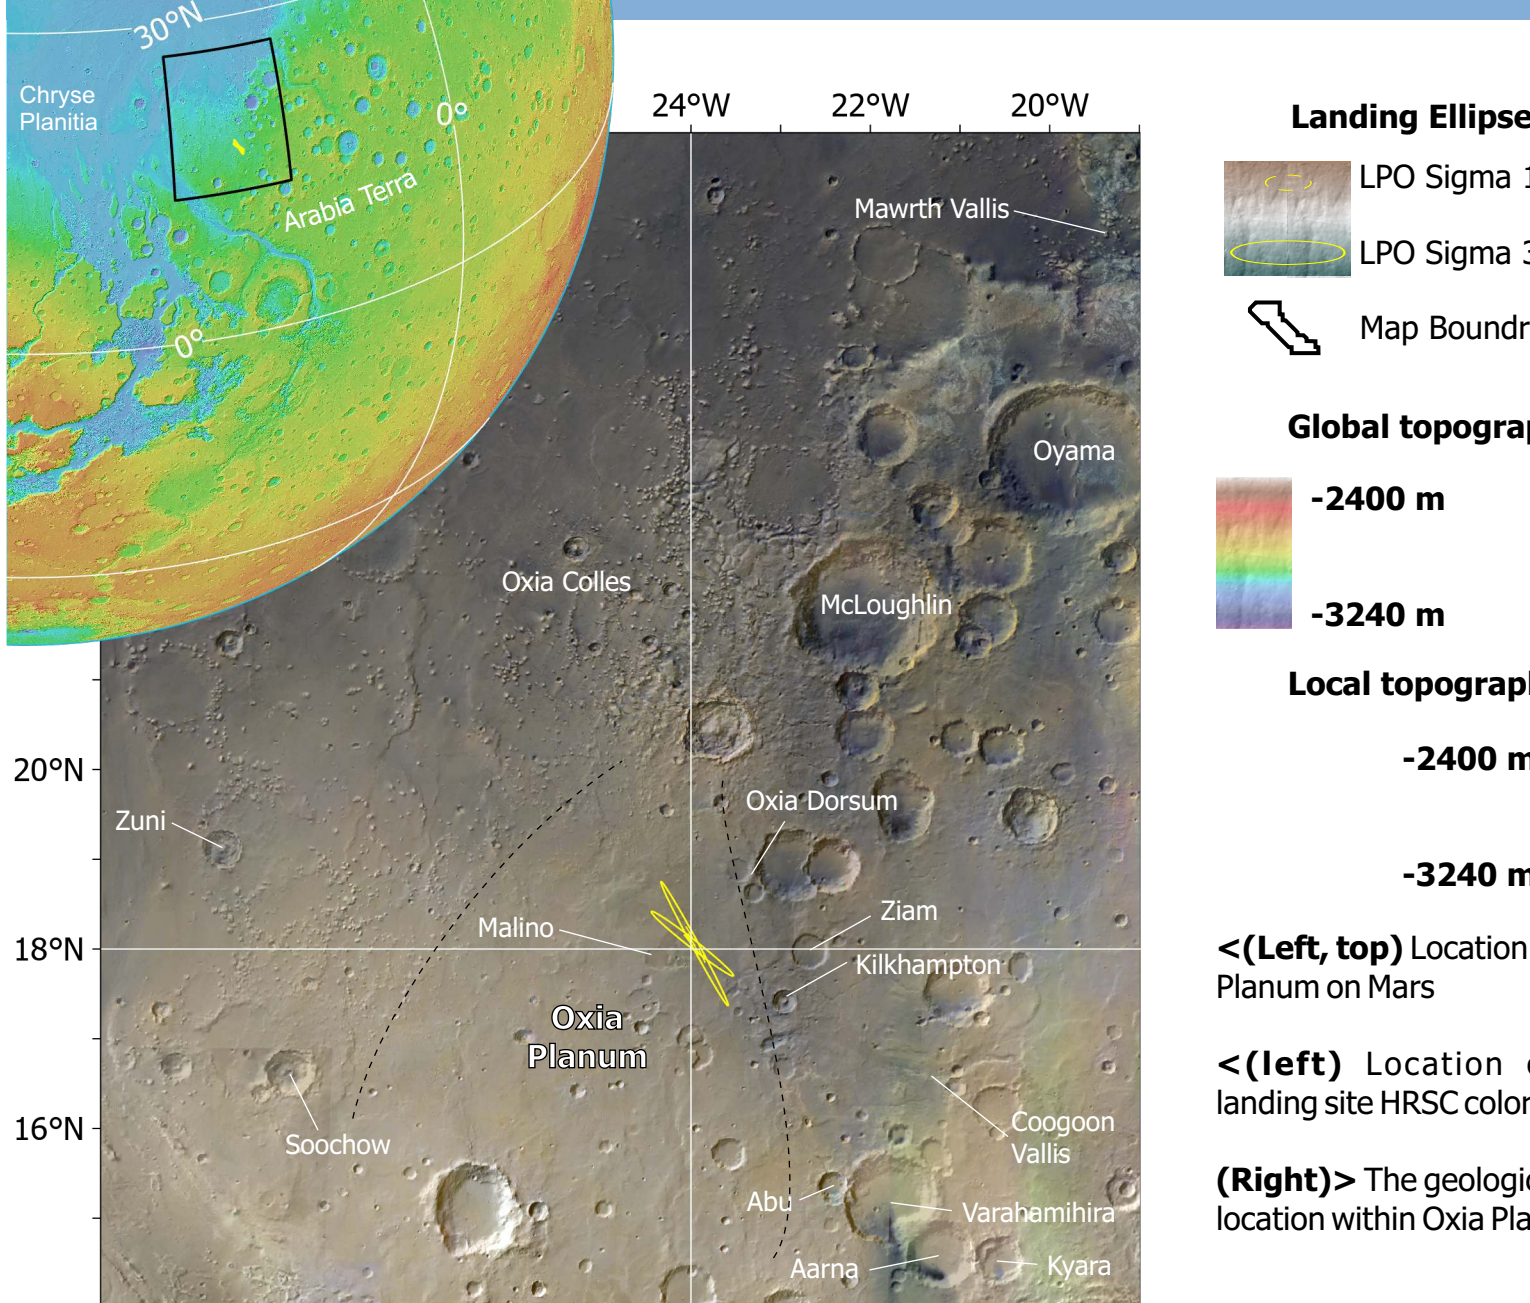 30°N
Chryse
Planitia
0°
Arabia Terra
0°
24°W
22°W
20°W
Mawrth Vallis
Oyama
Oxia Colles
McLoughlin
20°N
Zuni
Oxia Dorsum
Malino
Ziam
18°N
Kilkhampton
Oxia
Planum
16°N
Soochow
Coogoon
Vallis
Abu
Varahamihira
Aarna
Kyara
Landing Ellipse
LPO Sigma 1
LPO Sigma 3
Map Boundr
Global topograp
-2400 m
-3240 m
Local topograph
-2400 m
-3240 m
<(Left, top) Location
Planum on Mars
<(left) Location
landing site HRSC color
(Right)> The geologic
location within Oxia Pla